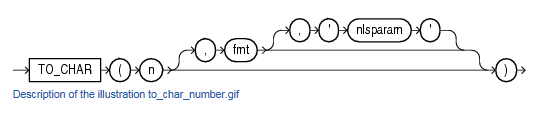 , ' nlsparam '
, fmt
TO_CHAR ( n )
Description of the illustration to_char_number.gif